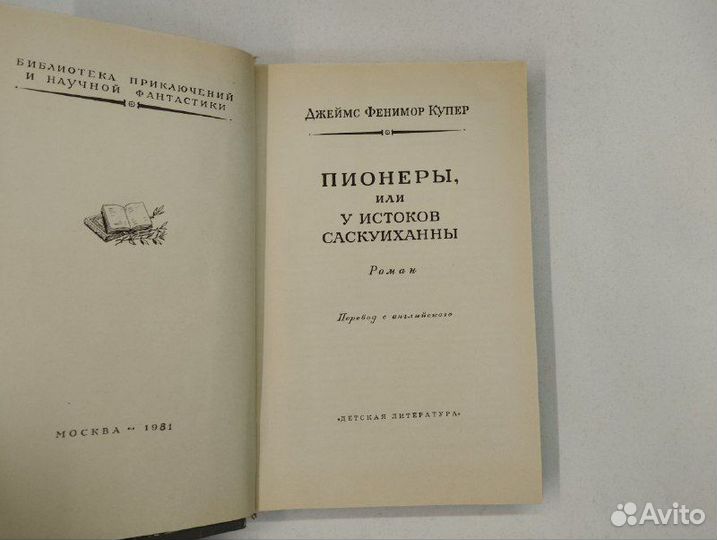 БИБЛИОТЕКА ПРИКЛЮЧЕНИЙ
И НАУЧНОЙ ФАНТАСТИКИ
МОСКВА — 1981
ДЖЕЙМС ФЕНИМОР КУПЕР
ПИОНЕРЫ,
ИЛИ
У ИСТОКОВ
САСКУИХАННЫ
Роман
Перевод с английского
«ДЕТСКАЯ ЛИТЕРАТУРА»
Avito